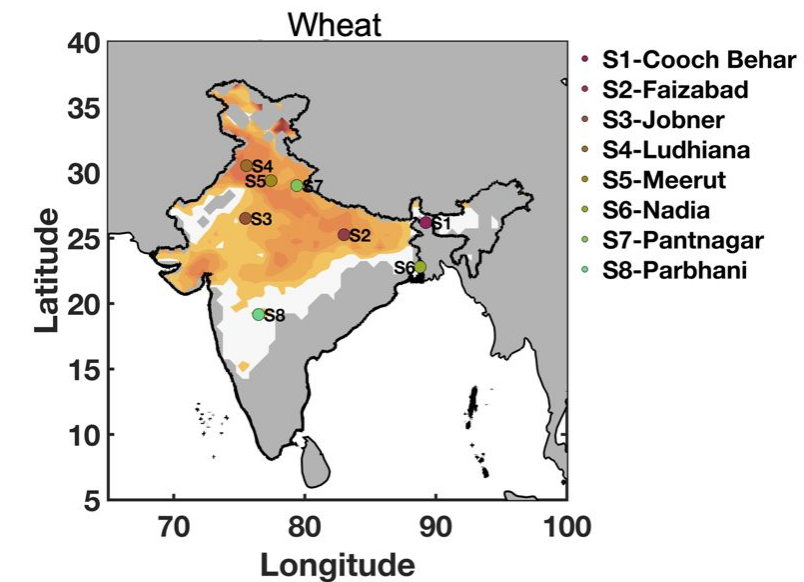 Wheat
40
35
30
25
20
15
10
5
70
80
90
100
Latitude
Longitude
S4
S5
S7
S3
S2
S1
S6
S8
S1-Cooch Behar
S2-Faizabad
S3-Jobner
S4-Ludhiana
S5-Meerut
S6-Nadia
S7-Pantnagar
S8-Parbhani